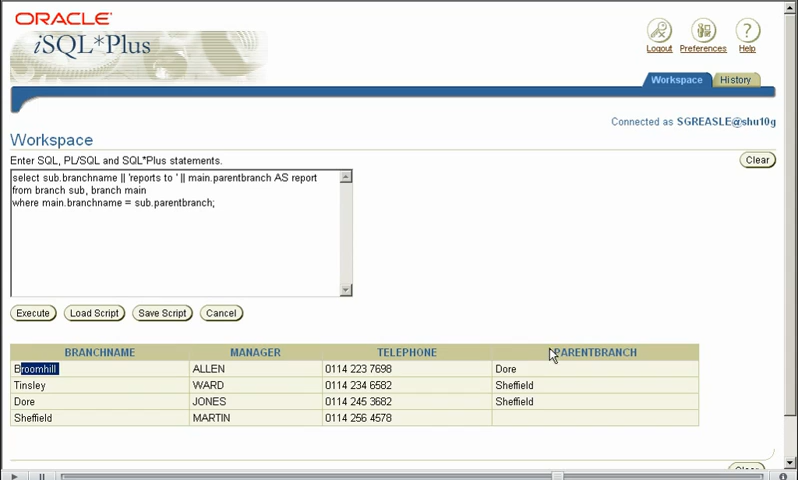 ORACLE
iSQL*Plus
Logout Preferences Help
Workspace History
Connected as SGREASLE@shu10g
Workspace
Enter SQL, PL/SQL and SQL*Plus statements.
Clear
select sub.branchname || 'reports to ' || main.parentbranch AS report
from branch sub, branch main
where main.branchname = sub.parentbranch;
Execute Load Script Save Script Cancel
BRANCHNAME MANAGER TELEPHONE PARENTBRANCH
Broomhill ALLEN 0114 223 7698 Dore
Tinsley WARD 0114 234 6582 Sheffield
Dore JONES 0114 245 3682 Sheffield
Sheffield MARTIN 0114 256 4578
Clear